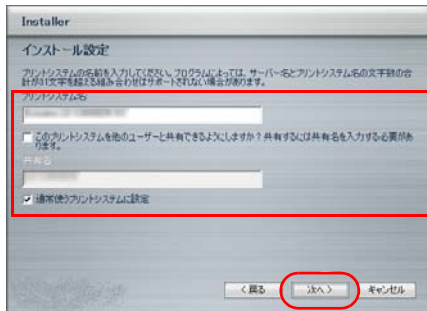 Installer
インストール設定
プリントシステムの名前を入力してください。プログラムによっては、サーバー名とプリントシステム名の文字数の合
計が31文字を超える組み合わせはサポートされない場合があります。
プリントシステム名
このプリントシステムを他のユーザーと共有できるようにしますか？共有するには共有名を入力する必要があ
ります。
共有名
通常使うプリントシステムに設定
< 戻る
次へ >
キャンセル